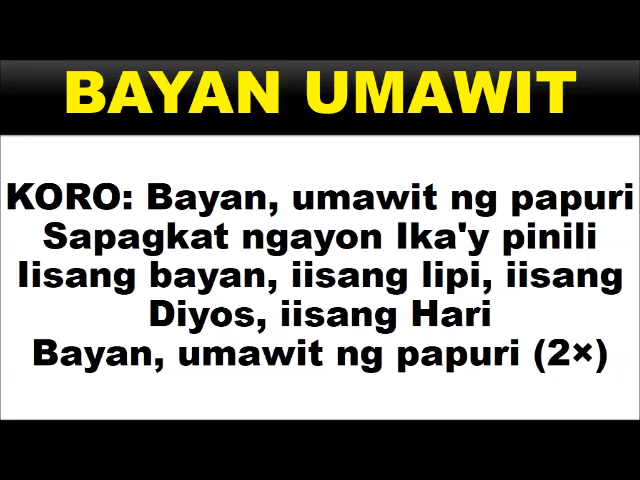 BAYAN UMAWIT
KORO: Bayan, umawit ng papuri
Sapagkat ngayon Ika'y pinili
Iisang bayan, iisang lipi, iisang
Diyos, iisang Hari
Bayan, umawit ng papuri (2×)